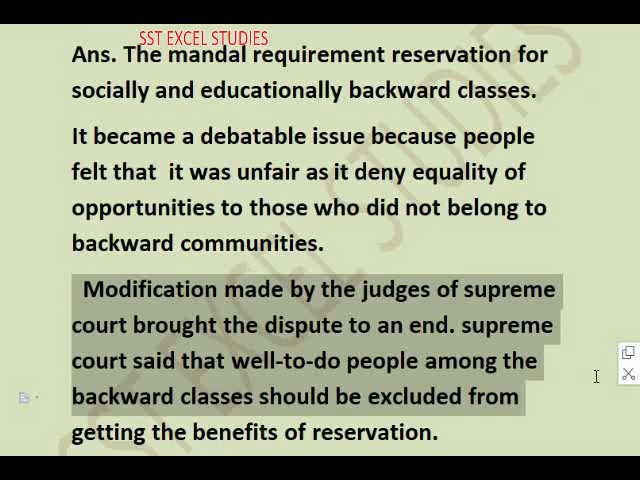 SST EXCEL STUDIES
Ans. The mandal requirement reservation for
socially and educationally backward classes.
It became a debatable issue because people
felt that it was unfair as it deny equality of
opportunities to those who did not belong to
backward communities.
Modification made by the judges of supreme
court brought the dispute to an end. supreme
court said that well-to-do people among the
backward classes should be excluded from
getting the benefits of reservation.
SST EXCEL STUDIES